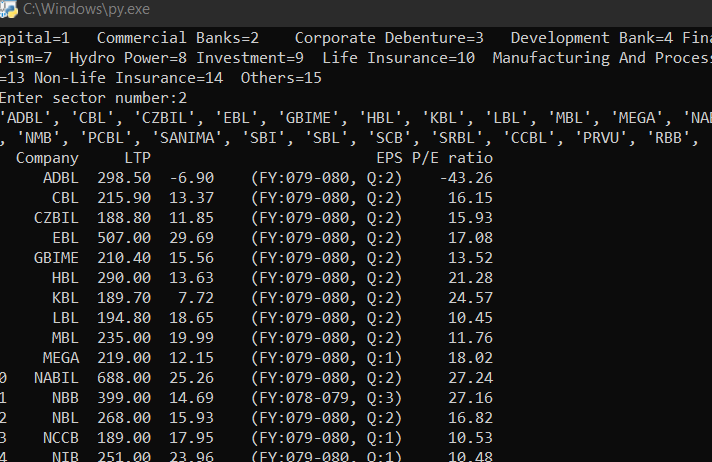 C:\Windows\py.exe
apital=1 Commercial Banks=2 Corporate Debenture=3 Development Bank=4 Fina
rism=7 Hydro Power=8 Investment=9 Life Insurance=10 Manufacturing And Process
=13 Non-Life Insurance=14 Others=15
Enter sector number:2
'ADBL', 'CBL', 'CZBIL', 'EBL', 'GBIME', 'HBL', 'KBL', 'LBL', 'MBL', 'MEGA', 'NAB
, 'NMB', 'PCBL', 'SANIMA', 'SBI', 'SBL', 'SCB', 'SRBL', 'CCBL', 'PRVU', 'RBB',
Company LTP EPS P/E ratio
ADBL 298.50 -6.90 (FY:079-080, Q:2) -43.26
CBL 215.90 13.37 (FY:079-080, Q:2) 16.15
CZBIL 188.80 11.85 (FY:079-080, Q:2) 15.93
EBL 507.00 29.69 (FY:079-080, Q:2) 17.08
GBIME 210.40 15.56 (FY:079-080, Q:2) 13.52
HBL 290.00 13.63 (FY:079-080, Q:2) 21.28
KBL 189.70 7.72 (FY:079-080, Q:2) 24.57
LBL 194.80 18.65 (FY:079-080, Q:2) 10.45
MBL 235.00 19.99 (FY:079-080, Q:2) 11.76
MEGA 219.00 12.15 (FY:079-080, Q:1) 18.02
0 NABIL 688.00 25.26 (FY:079-080, Q:2) 27.24
1 NBB 399.00 14.69 (FY:078-079, Q:3) 27.16
2 NBL 268.00 15.93 (FY:079-080, Q:2) 16.82
3 NCCB 189.00 17.95 (FY:079-080, Q:1) 10.53
4 NIB 251.00 23.96 (FY:079-080, Q:1) 10.48